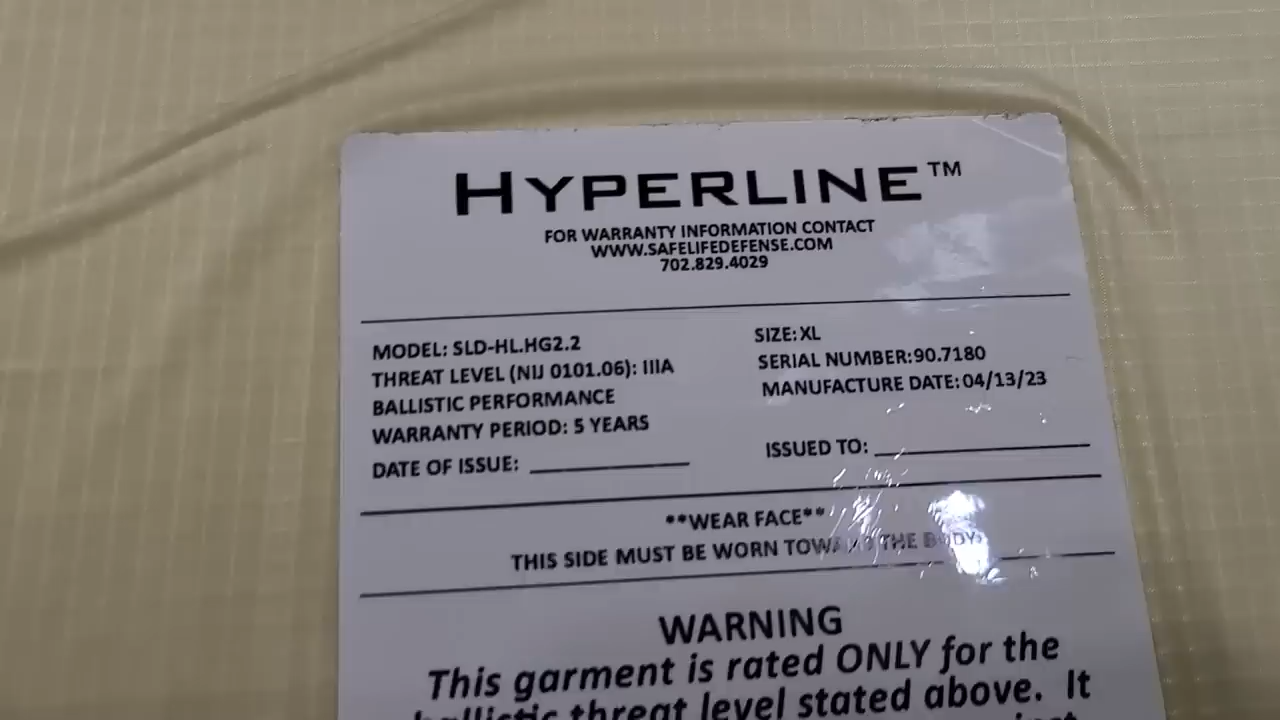 HYPERLINE™
FOR WARRANTY INFORMATION CONTACT
WWW.SAFELIFEDEFENSE.COM
702.829.4029
MODEL: SLD-HL.HG2.2
THREAT LEVEL (NIJ 0101.06): IIIA
BALLISTIC PERFORMANCE
WARRANTY PERIOD: 5 YEARS
DATE OF ISSUE:
SIZE: XL
SERIAL NUMBER: 90.7180
MANUFACTURE DATE: 04/13/23
ISSUED TO:
**WEAR FACE**
THIS SIDE MUST BE WORN TOWARD THE BODY
WARNING
This garment is rated ONLY for the
ballistic threat level stated above. It